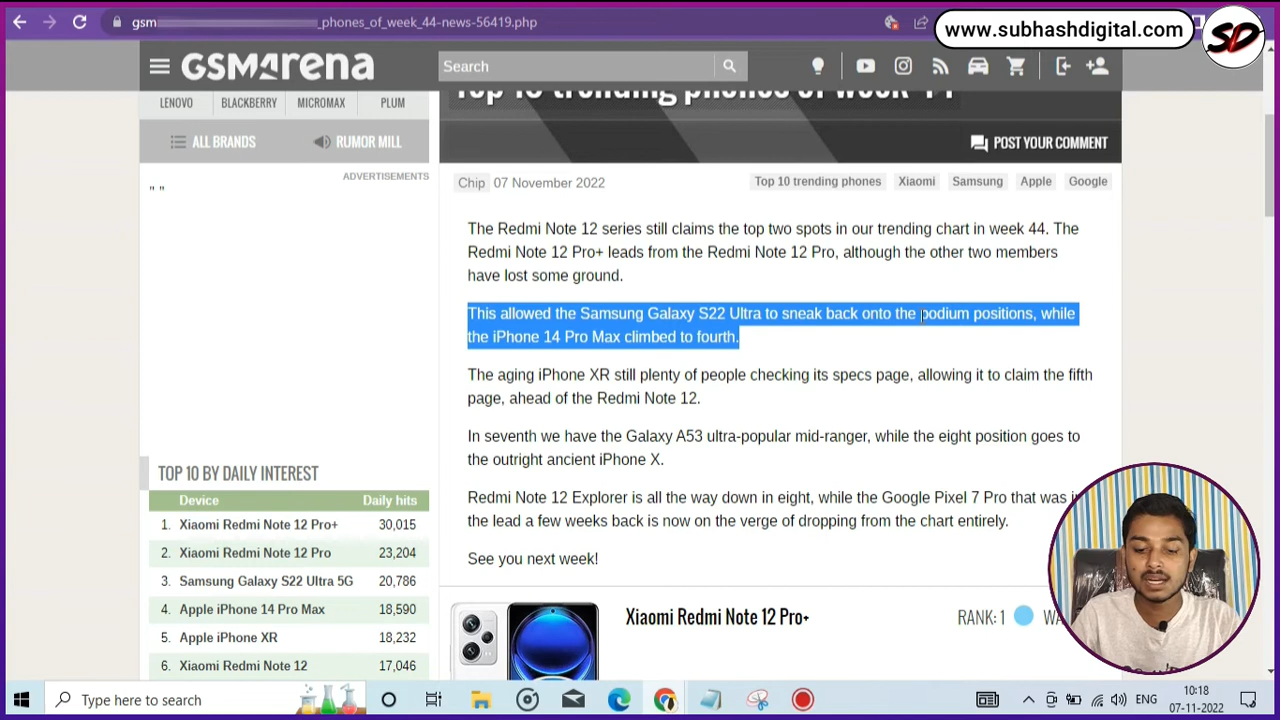 gsm
_phones_of_week_44-news-56419.php
www.subhashdigital.com
SD
GSMArena
Search
Top 10 trending phones of week 44
LENOVO BLACKBERRY MICROMAX PLUM
ALL BRANDS RUMOR MILL
POST YOUR COMMENT
ADVERTISEMENTS
" "
Chip 07 November 2022 Top 10 trending phones Xiaomi Samsung Apple Google
The Redmi Note 12 series still claims the top two spots in our trending chart in week 44. The
Redmi Note 12 Pro+ leads from the Redmi Note 12 Pro, although the other two members
have lost some ground.
This allowed the Samsung Galaxy S22 Ultra to sneak back onto the podium positions, while
the iPhone 14 Pro Max climbed to fourth.
The aging iPhone XR still plenty of people checking its specs page, allowing it to claim the fifth
page, ahead of the Redmi Note 12.
In seventh we have the Galaxy A53 ultra-popular mid-ranger, while the eight position goes to
the outright ancient iPhone X.
Redmi Note 12 Explorer is all the way down in eight, while the Google Pixel 7 Pro that was in
the lead a few weeks back is now on the verge of dropping from the chart entirely.
See you next week!
TOP 10 BY DAILY INTEREST
Device Daily hits
1. Xiaomi Redmi Note 12 Pro+ 30,015
2. Xiaomi Redmi Note 12 Pro 23,204
3. Samsung Galaxy S22 Ultra 5G 20,786
4. Apple iPhone 14 Pro Max 18,590
5. Apple iPhone XR 18,232
6. Xiaomi Redmi Note 12 17,046
Xiaomi Redmi Note 12 Pro+ RANK: 1
Type here to search
ENG
10:18
07-11-2022